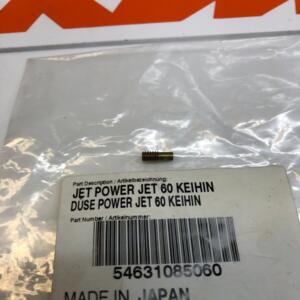 Part Description / Artikelbezeichnung:
JET POWER JET 60 KEIHIN
DUSE POWER JET 60 KEIHIN
Part Number / Artikelnummer:
54631085060
MADE IN JAPAN